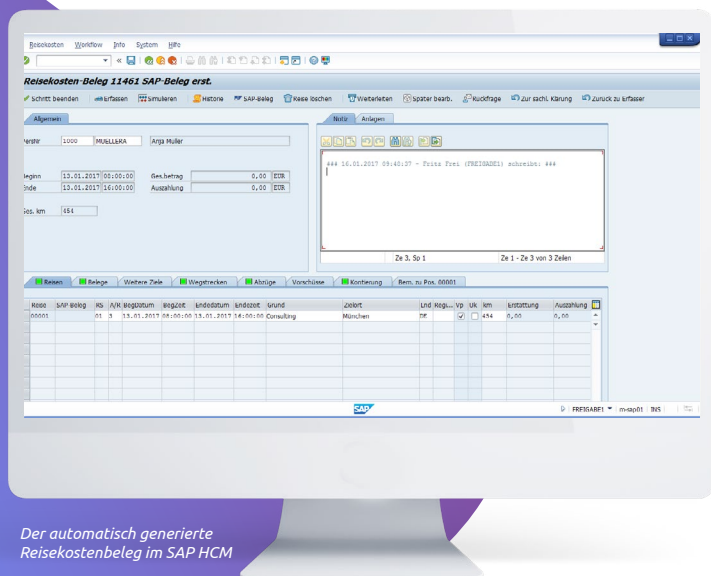 Reisekosten Workflow Info System Hilfe
Reisekosten-Beleg 11461 SAP-Beleg erst.
Schritt beenden Erfassen Simulieren Historie SAP-Beleg Reise löschen Weiterleiten Später bearb. Rückfrage Zur sachl. Klärung Zurück zu Erfasser
Allgemein
PersNr 1000 MUELLERA Anja Müller
Beginn 13.01.2017 00:00:00 Ges.betrag 0,00 EUR
Ende 13.01.2017 16:00:00 Auszahlung 0,00 EUR
Ges. km 454
Notiz Anlagen
### 16.01.2017 08:42:07 - Fritz Frei (FREIGABE1) schreibt: ###
Ze 3, Sp 1 Ze 1 - Ze 3 von 3 Zeilen
Reisen Belege Weitere Ziele Wegstrecken Abzüge Vorschüsse Kontierung Bem. zu Pos. 00001
Reise SAP Beleg RS A/R BegDatum BegZeit Endedatum Endezeit Grund Zielort Lnd Regi... Vp Uk km Erstattung Auszahlung
00001 01 3 13.01.2017 08:00:00 13.01.2017 16:00:00 Consulting München DE 454 0,00 0,00
SAP
FREIGABE1 m-sap01 INS
Der automatisch generierte
Reisekostenbeleg im SAP HCM